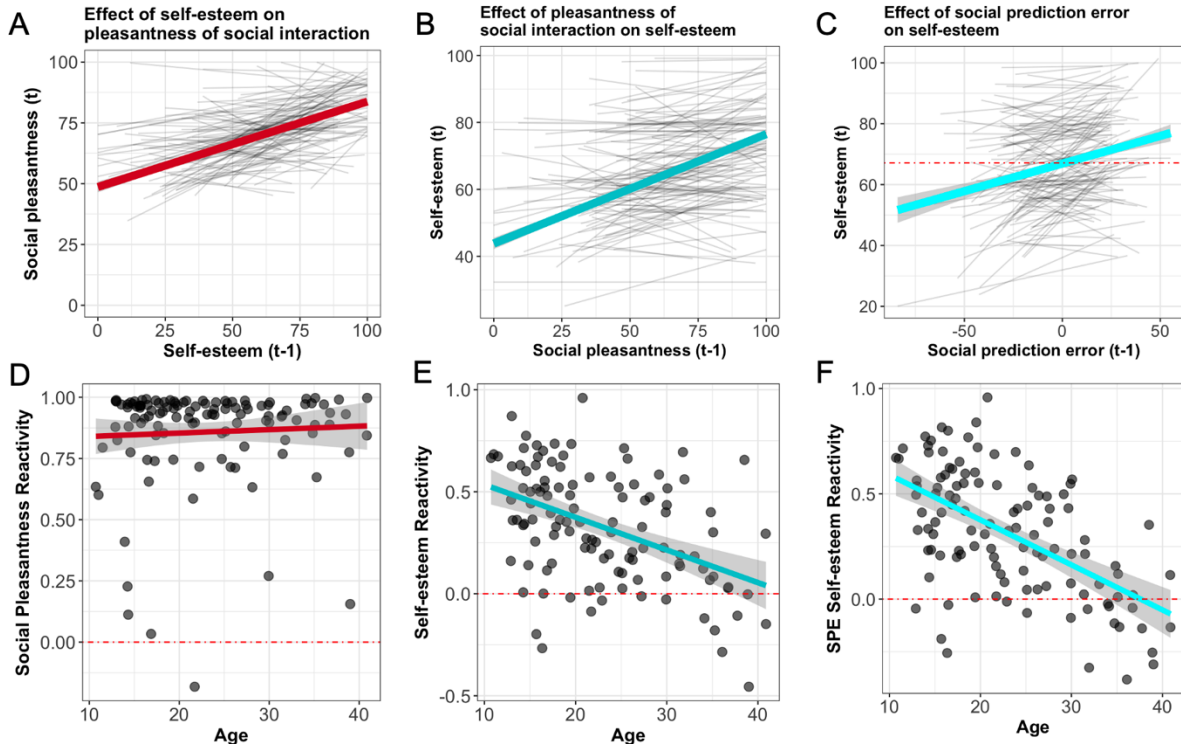 A
Effect of self-esteem on
pleasantness of social interaction
Social pleasantness (t)
100
75
50
25
0
0
25
50
75
100
Self-esteem (t-1)
B
Effect of pleasantness of
social interaction on self-esteem
Self-esteem (t)
100
80
60
40
0
25
50
75
100
Social pleasantness (t-1)
C
Effect of social prediction error
on self-esteem
Self-esteem (t)
100
80
60
40
20
-50
0
50
Social prediction error (t-1)
D
Social Pleasantness Reactivity
1.00
0.75
0.50
0.25
0.00
10
20
30
40
Age
E
Self-esteem Reactivity
1.0
0.5
0.0
-0.5
10
20
30
40
Age
F
SPE Self-esteem Reactivity
1.0
0.5
0.0
10
20
30
40
Age